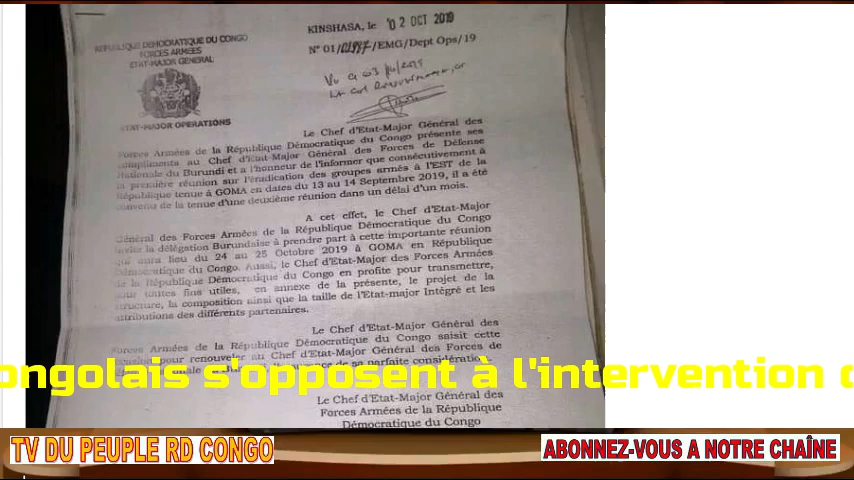 REPUBLIQUE DEMOCRATIQUE DU CONGO
FORCES ARMEES
ETAT-MAJOR GENERAL
ETAT-MAJOR OPERATIONS
KINSHASA, le 02 OCT 2019
N° 01/ /EMG/Dept Ops/19
Le Chef d'Etat-Major Général des
Forces Armées de la République Démocratique du Congo présente ses
compliments au Chef d'Etat-Major Général des Forces de Défense
Nationale du Burundi et a l'honneur de l'informer que consécutivement à
la première réunion sur l'éradication des groupes armés à l'EST de la
République tenue à GOMA en dates du 13 au 14 Septembre 2019, il a été
convenu de la tenue d'une deuxième réunion dans un délai d'un mois.
A cet effet, le Chef d'Etat-Major
Général des Forces Armées de la République Démocratique du Congo
invite la délégation Burundaise à prendre part à cette importante réunion
qui aura lieu du 24 au 25 Octobre 2019 à GOMA en République
Démocratique du Congo. Aussi, le Chef d'Etat-Major des Forces Armées
de la République Démocratique du Congo en profite pour transmettre,
pour toutes fins utiles, en annexe de la présente, le projet de la
structure, la composition ainsi que la taille de l'Etat-major Intégré et les
attributions des différents partenaires.
Le Chef d'Etat-Major Général des
Forces Armées de la République Démocratique du Congo saisit cette
occasion pour renouveler au Chef d'Etat-Major Général des Forces de
sa parfaite considération.
ongolais s'opposent à l'intervention
Le Chef d'Etat-Major Général des
Forces Armées de la République
Démocratique du Congo
TV DU PEUPLE RD CONGO
ABONNEZ-VOUS A NOTRE CHAÎNE